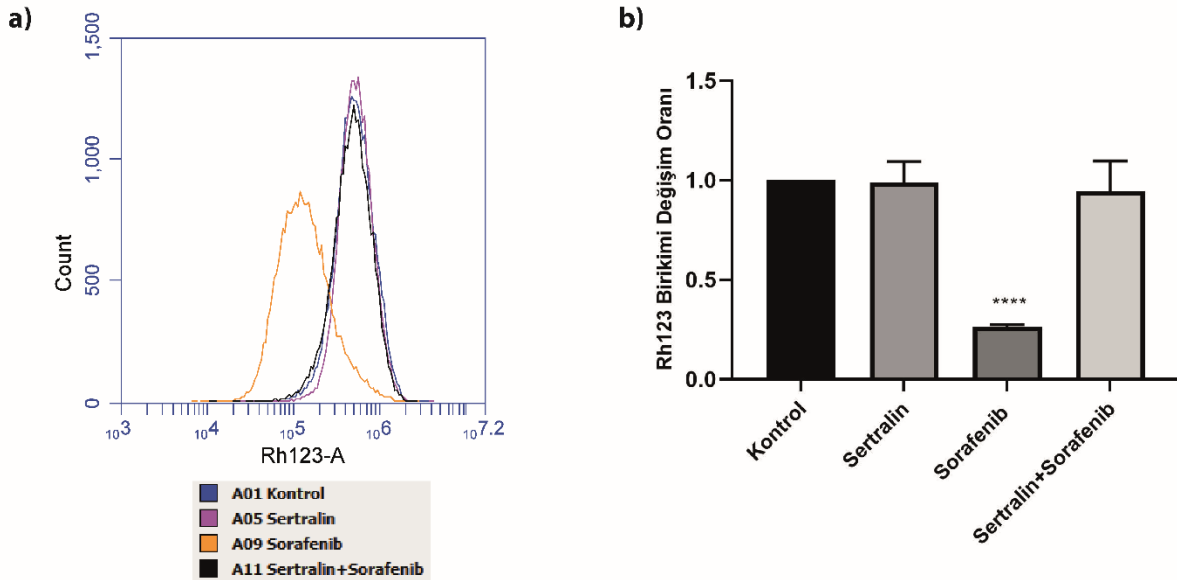 a)
1,500
1,000
500
0
Count
10³ 10⁴ 10⁵ 10⁶ 10⁷·²
Rh123-A
A01 Kontrol
A05 Sertralin
A09 Sorafenib
A11 Sertralin+Sorafenib
b)
Rh123 Birikimi Değişim Oranı
1.5
1.0
0.5
0.0
****
Kontrol
Sertralin
Sorafenib
Sertralin+Sorafenib